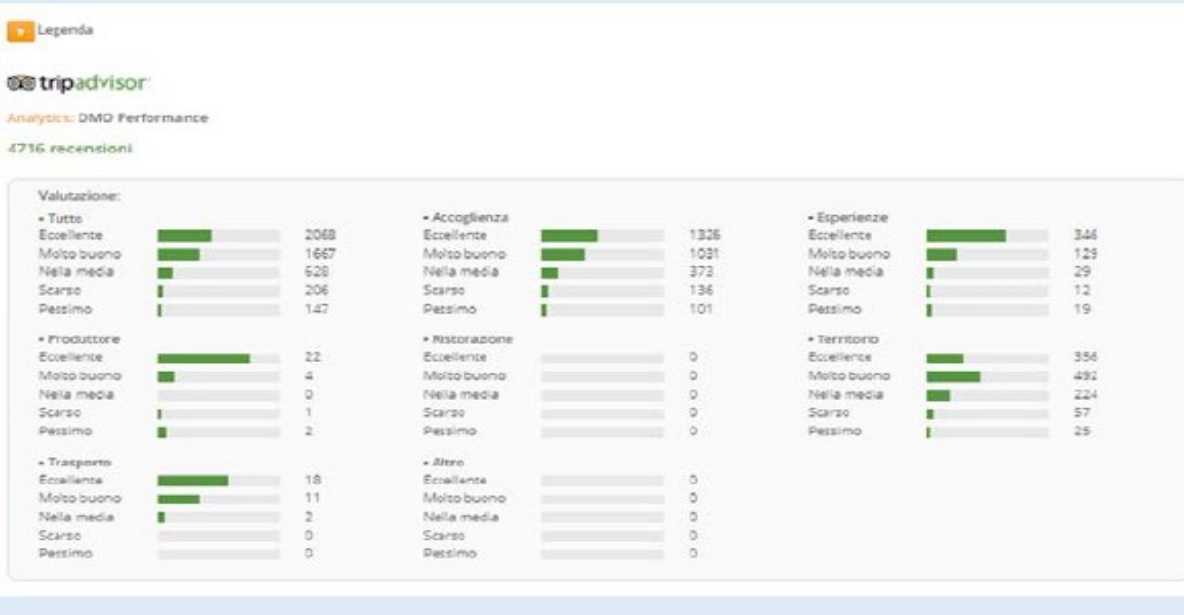 Legenda
tripadvisor
Analytics: DMO Performance
4716 recensioni
Valutazione:
• Tutto
Eccellente 2068
Molto buono 1667
Nella media 628
Scarso 206
Pessimo 147
• Accoglienza
Eccellente 1326
Molto buono 1031
Nella media 373
Scarso 136
Pessimo 101
• Esperienze
Eccellente 346
Molto buono 129
Nella media 29
Scarso 12
Pessimo 19
• Produttore
Eccellente 22
Molto buono 4
Nella media 0
Scarso 1
Pessimo 2
• Ristorazione
Eccellente 0
Molto buono 0
Nella media 0
Scarso 0
Pessimo 0
• Territorio
Eccellente 356
Molto buono 492
Nella media 224
Scarso 57
Pessimo 25
• Trasporto
Eccellente 18
Molto buono 11
Nella media 2
Scarso 0
Pessimo 0
• Altro
Eccellente 0
Molto buono 0
Nella media 0
Scarso 0
Pessimo 0